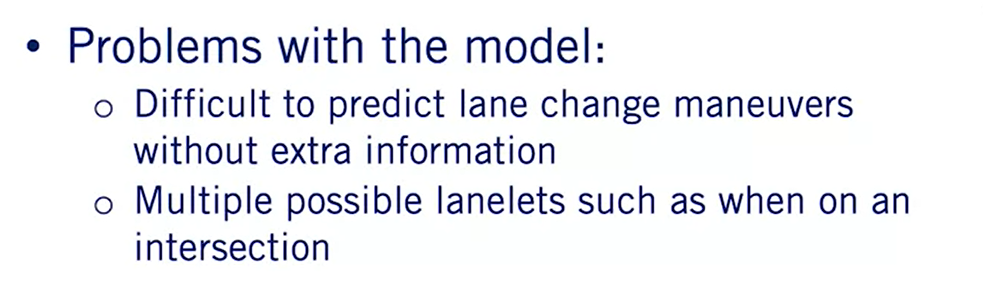 • Problems with the model:
o Difficult to predict lane change maneuvers
without extra information
o Multiple possible lanelets such as when on an
intersection